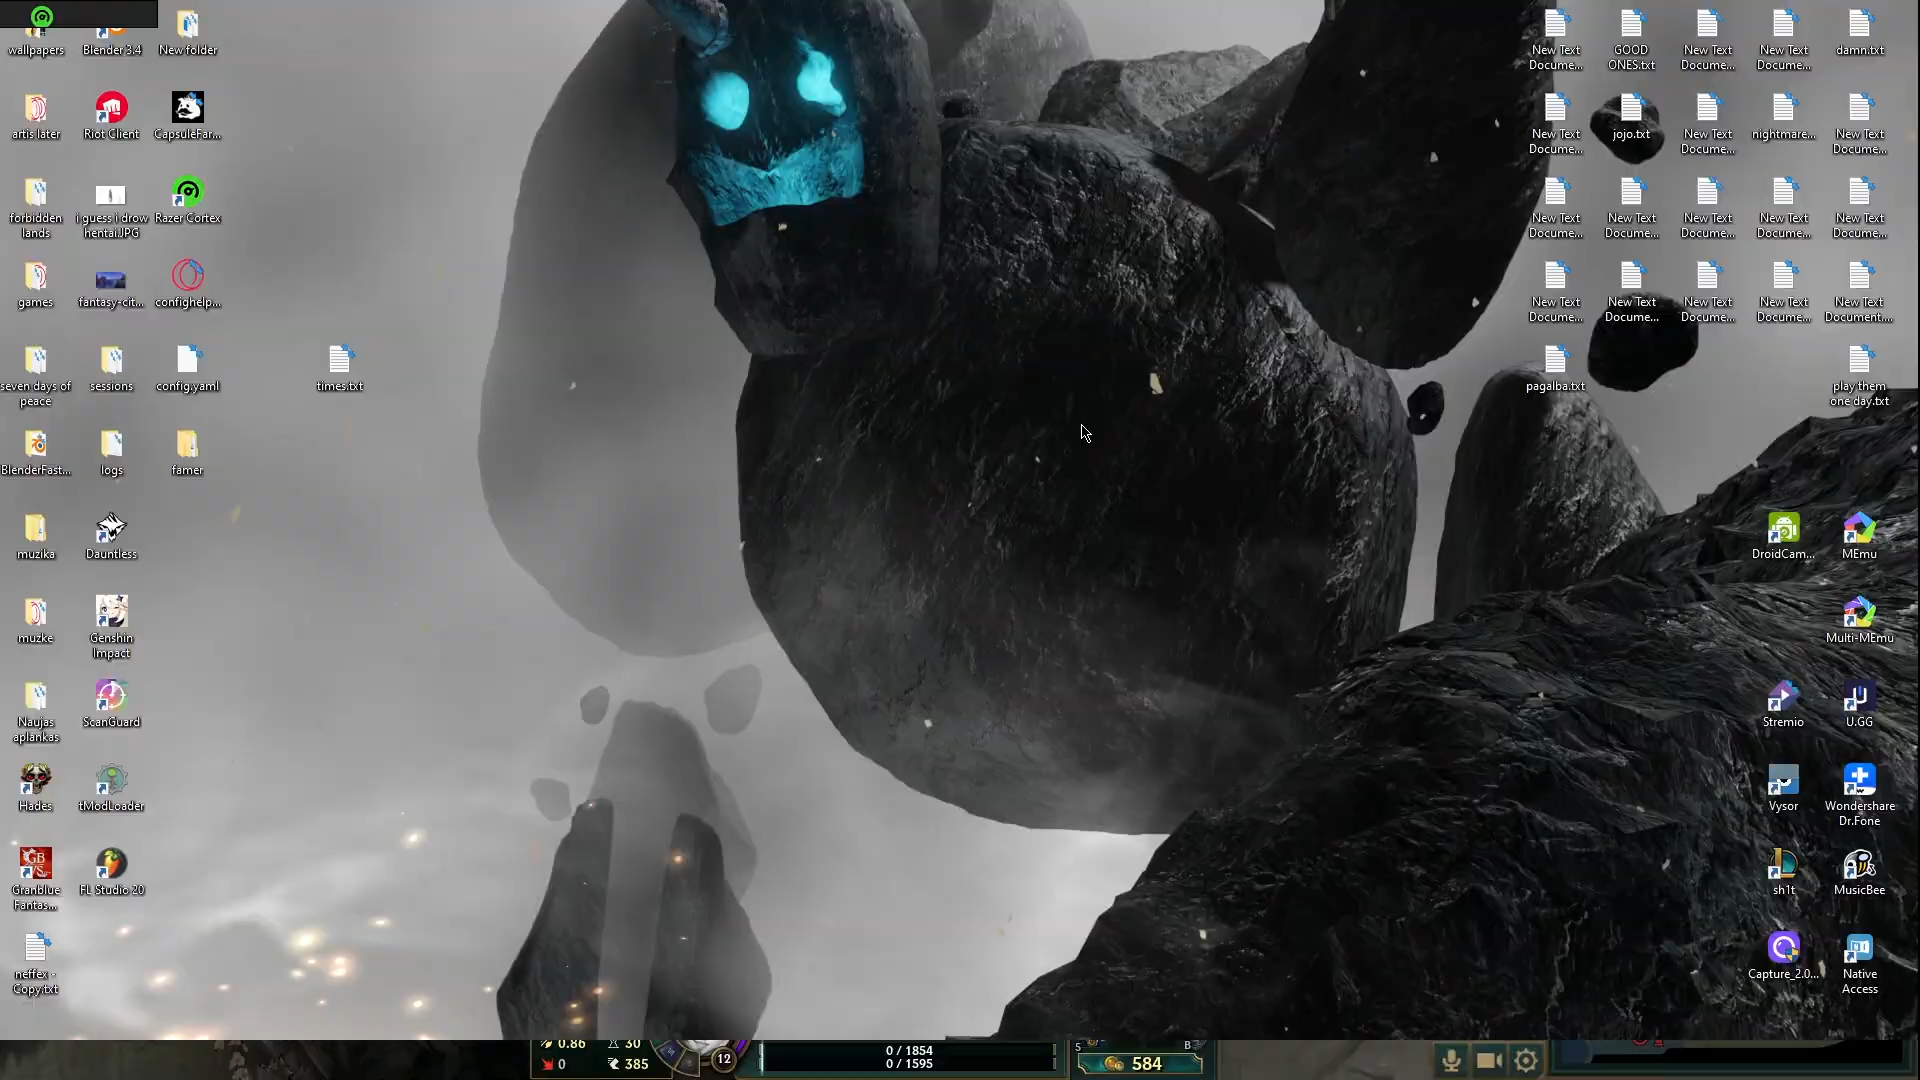 wallpapers
Blender 3.4
New folder
artis later
Riot Client
CapsuleFar...
forbidden
lands
i guess i drow
hentai.JPG
Razer Cortex
games
fantasy-cit...
confighelp...
seven days of
peace
sessions
config.yaml
times.txt
BlenderFast...
logs
famer
muzika
Dauntless
muzke
Genshin
Impact
Naujas
aplankas
ScanGuard
Hades
tModLoader
Granblue
Fantas...
FL Studio 20
neffex -
Copy.txt
New Text
Docume...
GOOD
ONES.txt
New Text
Docume...
New Text
Docume...
damn.txt
New Text
Docume...
jojo.txt
New Text
Docume...
nightmare...
New Text
Docume...
New Text
Docume...
New Text
Docume...
New Text
Docume...
New Text
Docume...
New Text
Docume...
New Text
Docume...
New Text
Docume...
New Text
Docume...
New Text
Docume...
New Text
Document....
pagalba.txt
play them
one day.txt
DroidCam...
MEmu
Multi-MEmu
Stremio
U.GG
Vysor
Wondershare
Dr.Fone
sh1t
MusicBee
Capture_2.0...
Native
Access
0.86
30
0
385
12
0 / 1854
0 / 1595
5
B
584